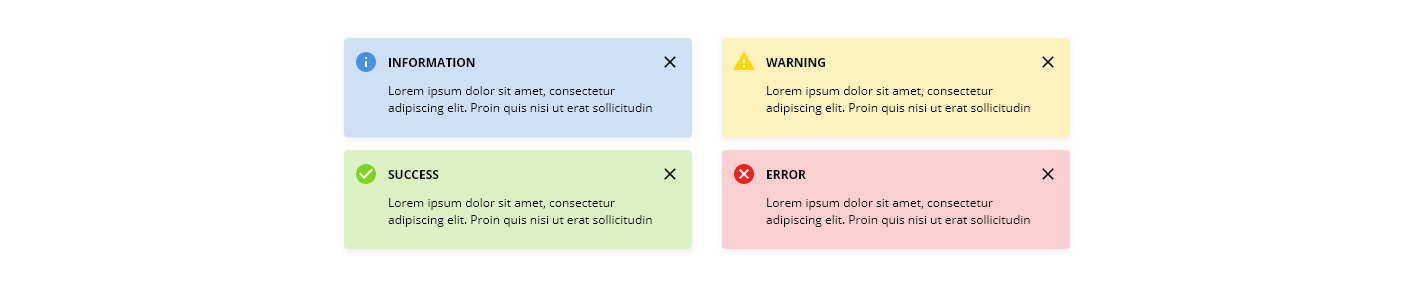 INFORMATION
Lorem ipsum dolor sit amet, consectetur
adipiscing elit. Proin quis nisi ut erat sollicitudin
WARNING
Lorem ipsum dolor sit amet, consectetur
adipiscing elit. Proin quis nisi ut erat sollicitudin
SUCCESS
Lorem ipsum dolor sit amet, consectetur
adipiscing elit. Proin quis nisi ut erat sollicitudin
ERROR
Lorem ipsum dolor sit amet, consectetur
adipiscing elit. Proin quis nisi ut erat sollicitudin